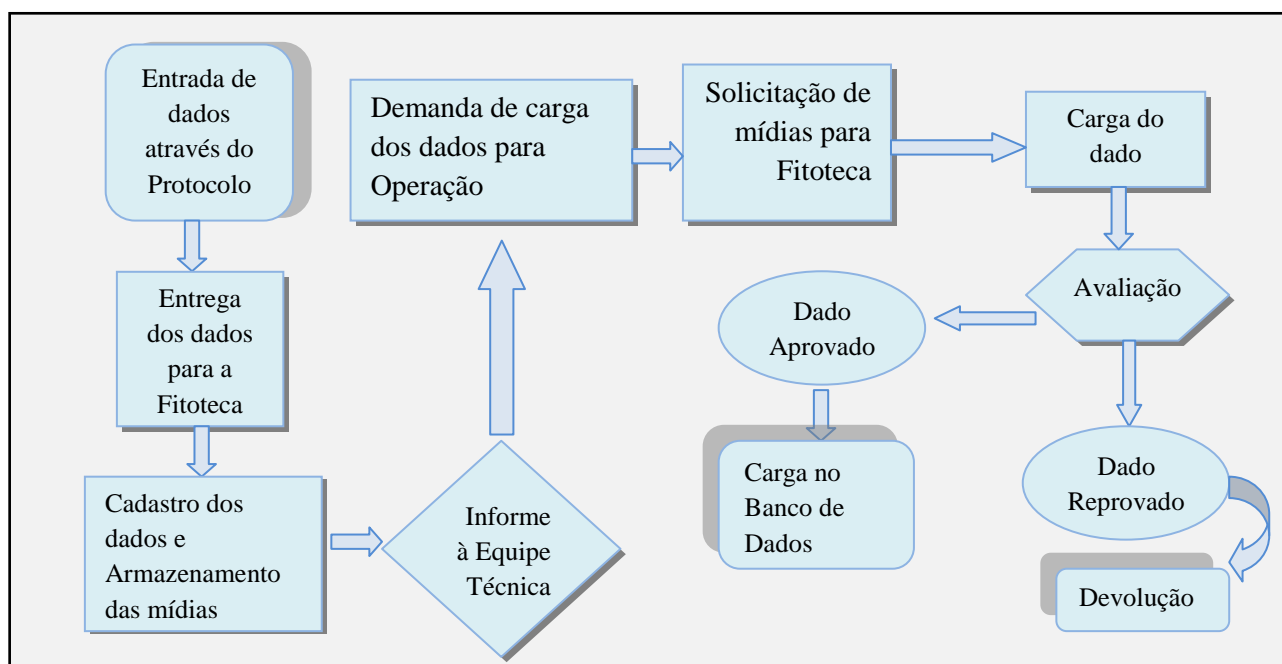 Entrada de
dados
através do
Protocolo
Entrega
dos dados
para a
Fitoteca
Cadastro dos
dados e
Armazenamento
das mídias
Informe
à Equipe
Técnica
Demanda de carga
dos dados para
Operação
Solicitação de
mídias para
Fitoteca
Carga do
dado
Avaliação
Dado
Aprovado
Carga no
Banco de
Dados
Dado
Reprovado
Devolução